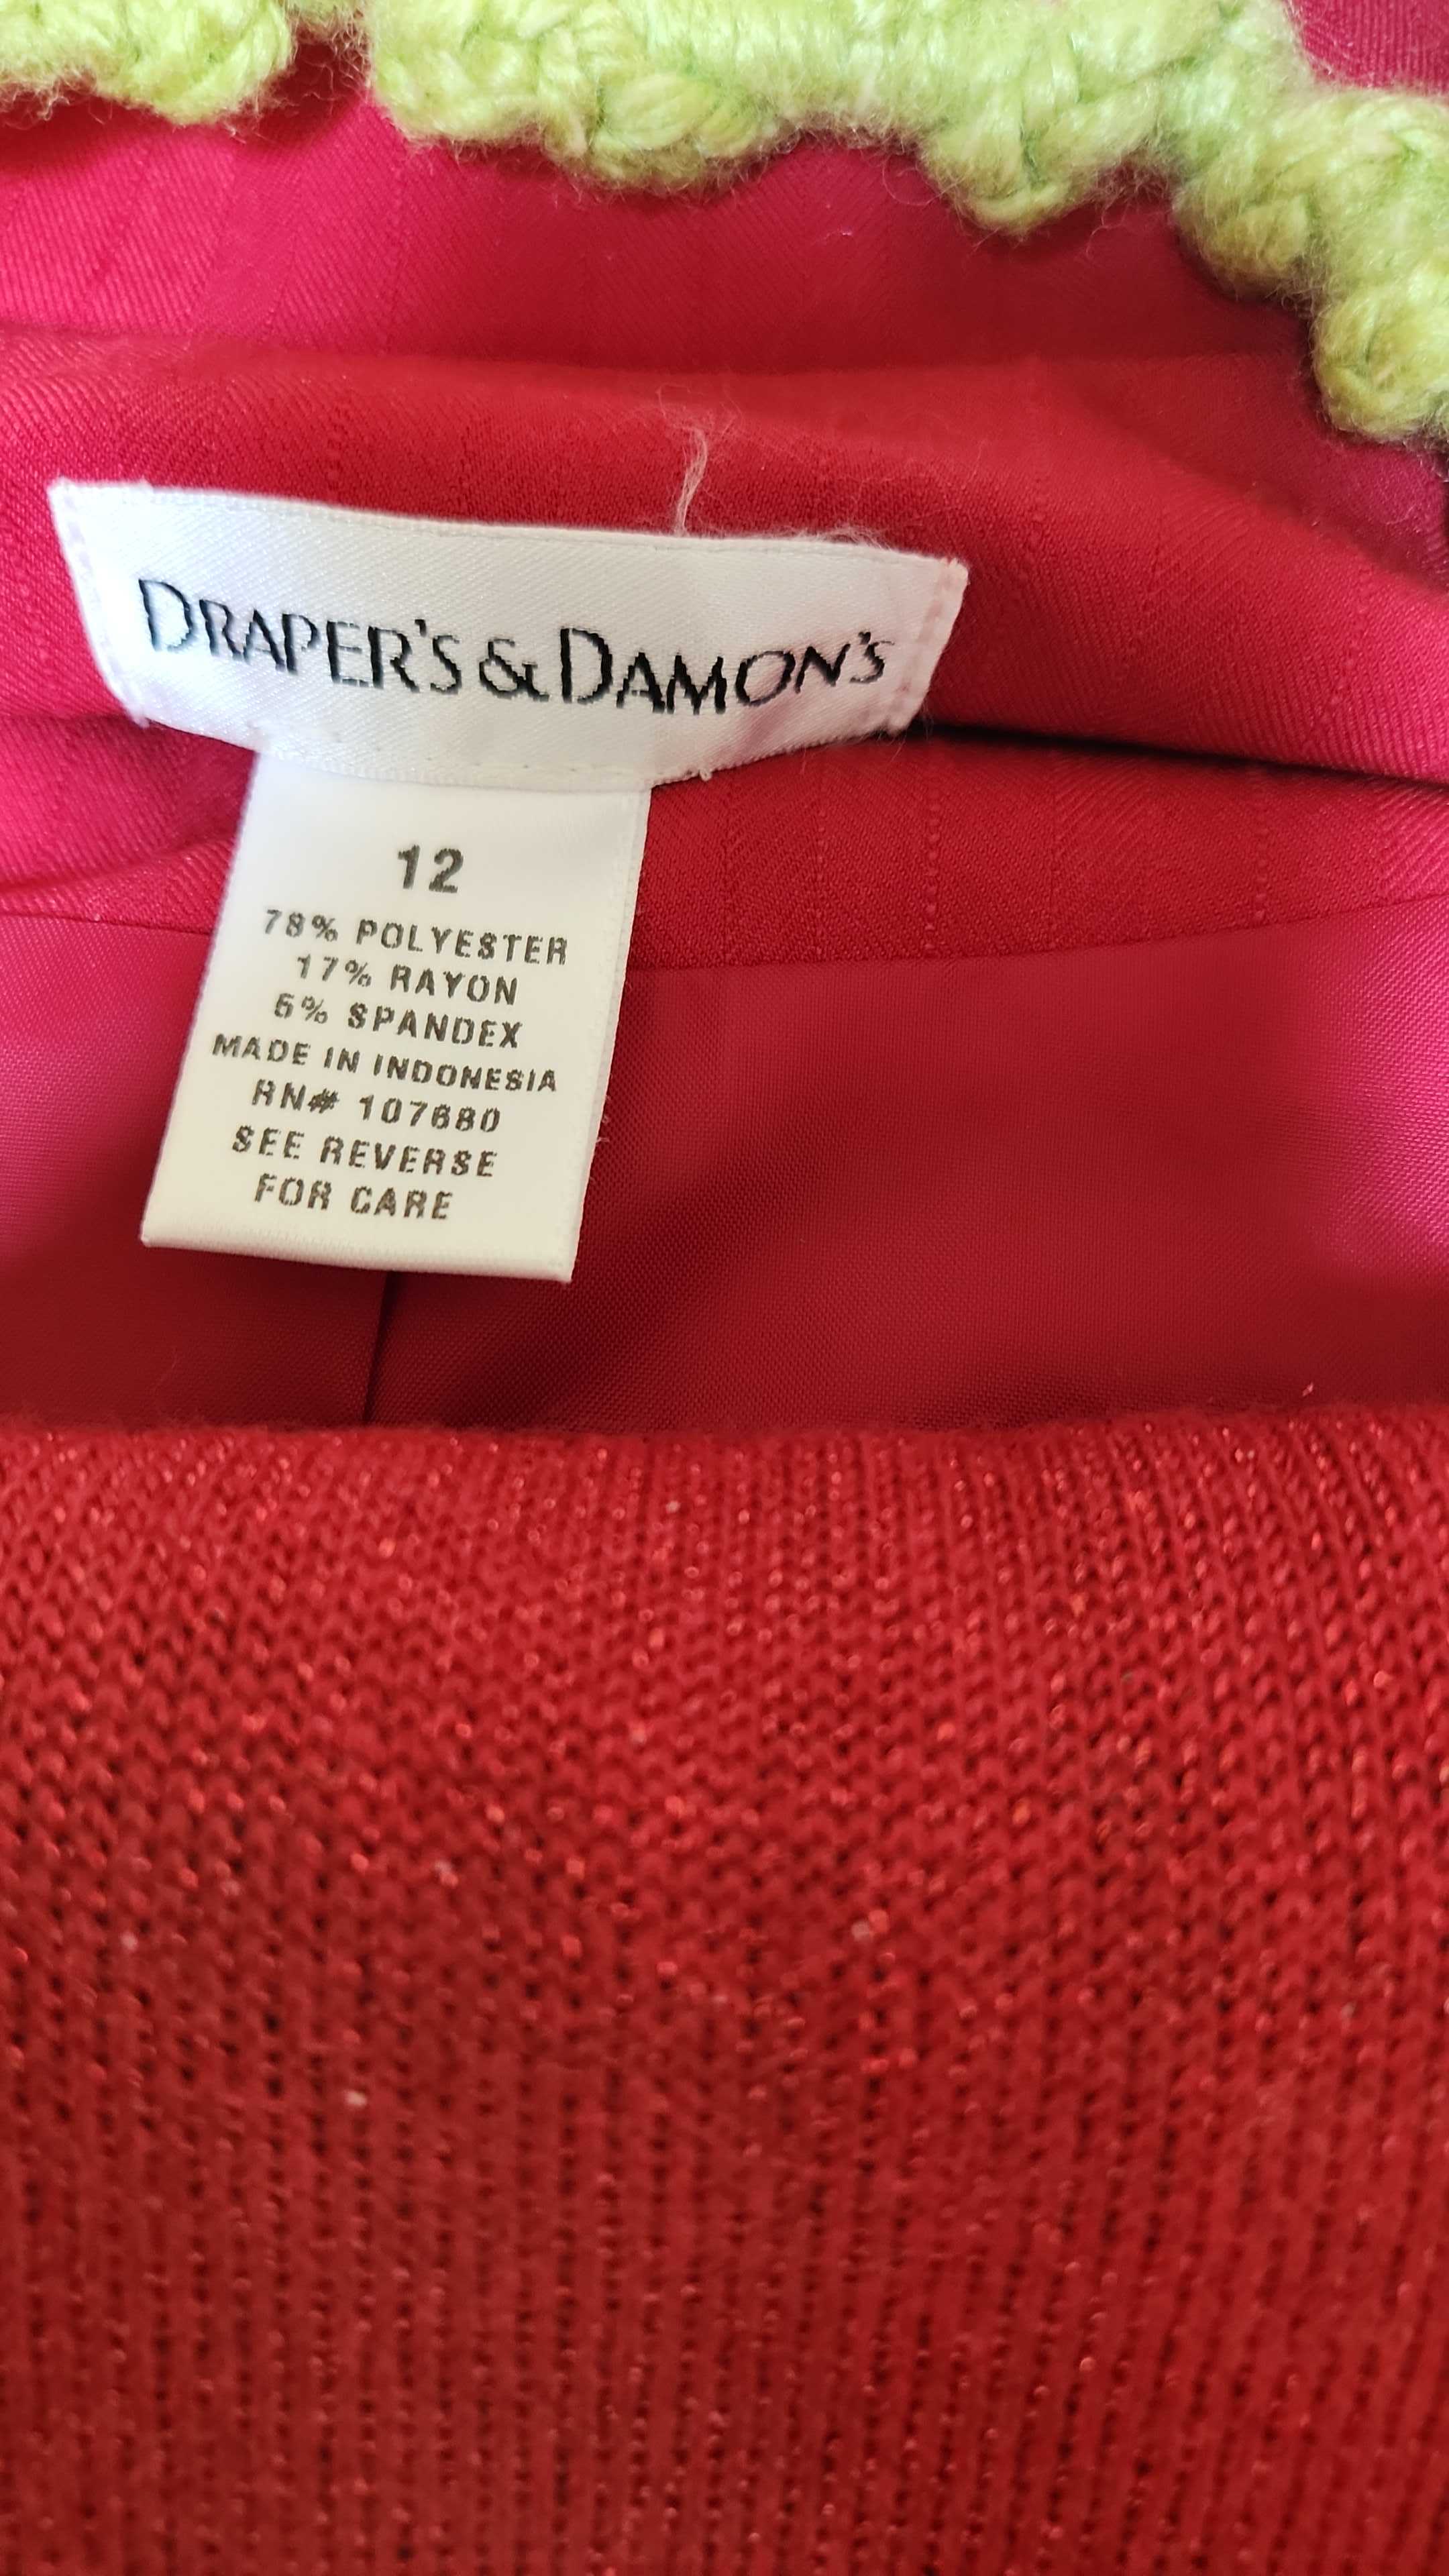 DRAPER'S & DAMON'S
12
78% POLYESTER
17% RAYON
5% SPANDEX
MADE IN INDONESIA
RN# 107680
SEE REVERSE
FOR CARE